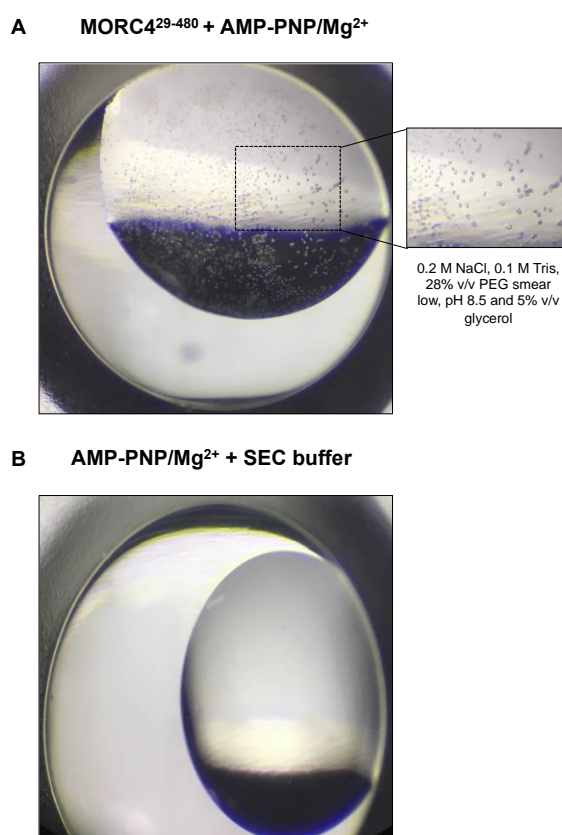 A MORC4²⁹⁻⁴⁸⁰ + AMP-PNP/Mg²⁺
0.2 M NaCl, 0.1 M Tris,
28% v/v PEG smear
low, pH 8.5 and 5% v/v
glycerol
B AMP-PNP/Mg²⁺ + SEC buffer